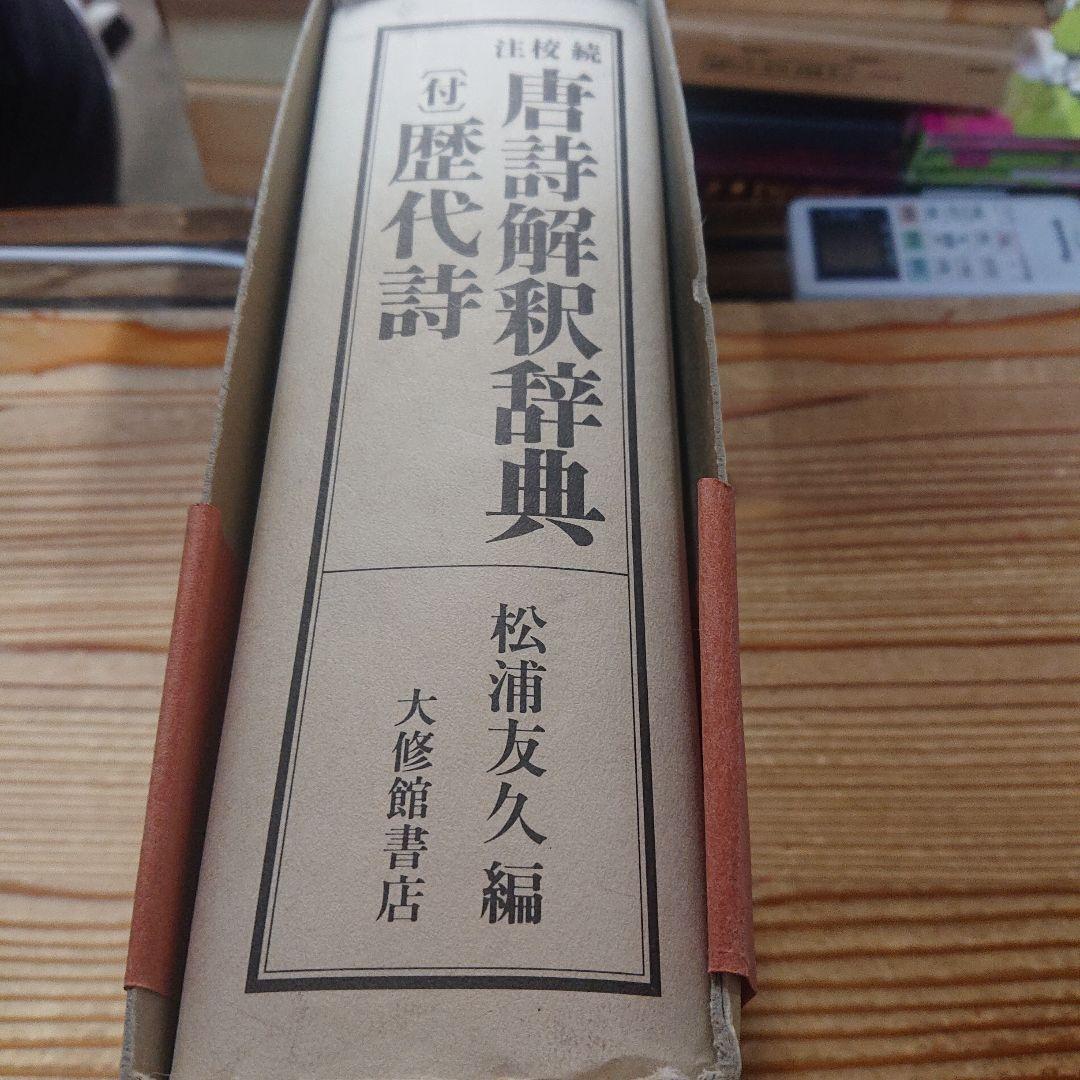 続校注
唐詩解釈辞典
〔付〕歴代詩
松浦友久 編
大修館書店